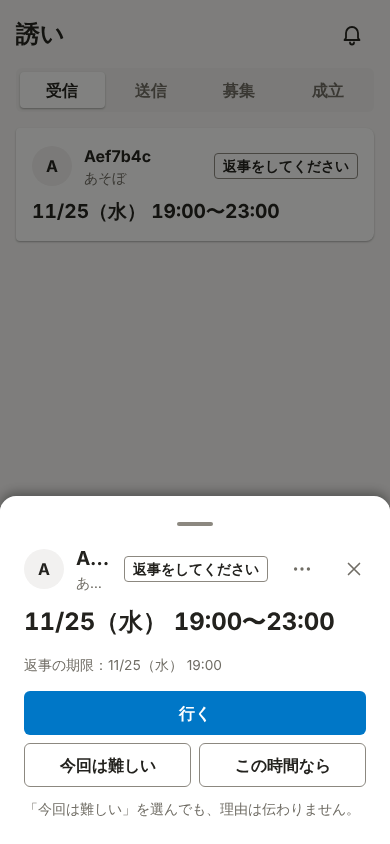 誘い
受信 送信 募集 成立
A Aef7b4c 返事をしてください
あそぼ
11/25（水） 19:00〜23:00
A A... 返事をしてください
あ...
11/25（水） 19:00〜23:00
返事の期限：11/25（水） 19:00
行く
今回は難しい この時間なら
「今回は難しい」を選んでも、理由は伝わりません。